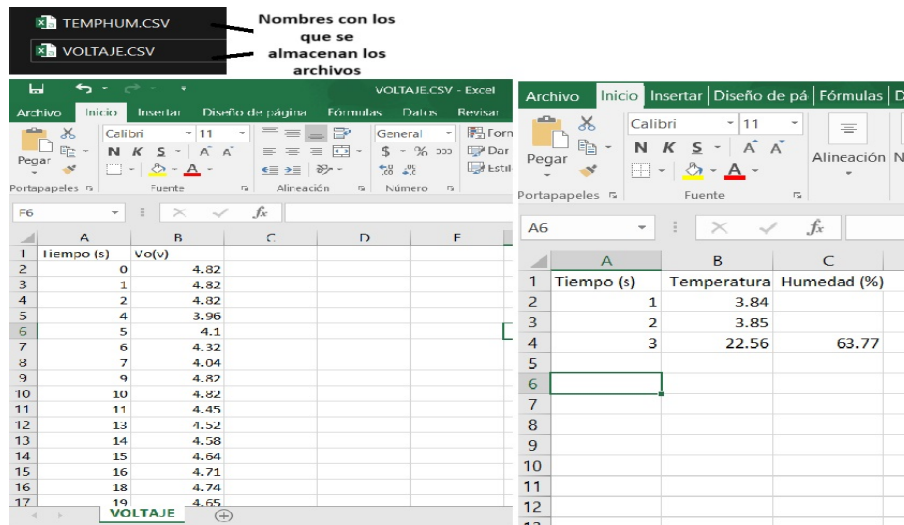 TEMPHUM.CSV
VOLTAJE.CSV
Nombres con los
que se
almacenan los
archivos
VOLTAJE.CSV - Excel
Archivo Inicio Insertar Diseño de página Fórmulas Datos Revisar
Calibri 11
General
Form
N K S A A
$ % 000
Dar
Pegar
A
Estil
Portapapeles Fuente Alineación Número
F6 fx
A B C D F
1 Tiempo (s) Vo(v)
2 0 4.82
3 1 4.82
4 2 4.82
5 4 3.96
6 5 4.1
7 6 4.32
8 7 4.04
9 9 4.82
10 10 4.82
11 11 4.45
12 13 4.52
13 14 4.58
14 15 4.64
15 16 4.71
16 18 4.74
17 19 4.65
VOLTAJE
Archivo Inicio Insertar Diseño de pá Fórmulas D
Calibri 11
N K S A A
Pegar
A
Alineación N
Portapapeles Fuente
A6 fx
A B C
1 Tiempo (s) Temperatura Humedad (%)
2 1 3.84
3 2 3.85
4 3 22.56 63.77
5
6
7
8
9
10
11
12